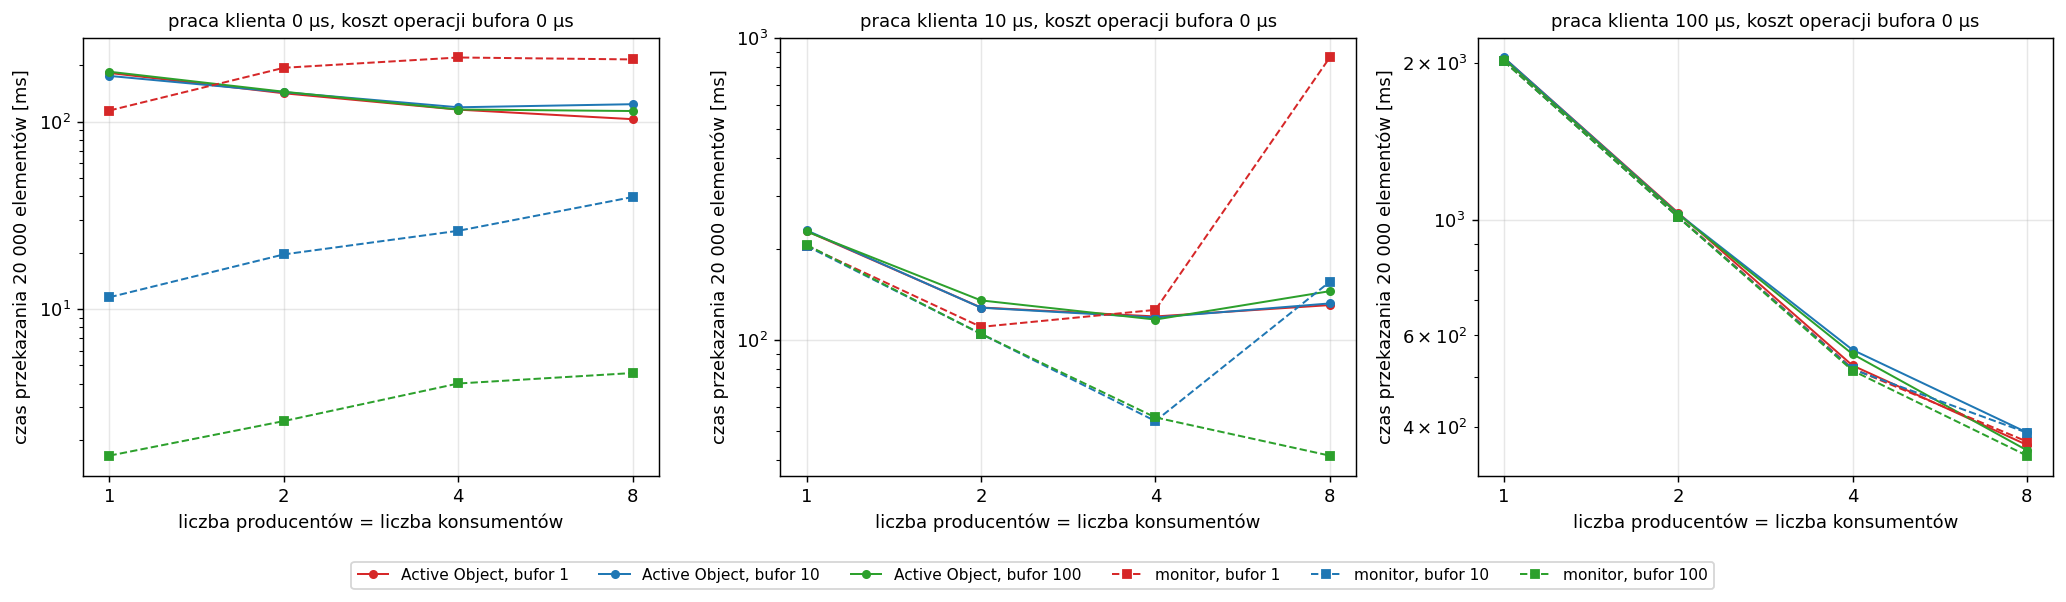 praca klienta 0 µs, koszt operacji bufora 0 µs
czas przekazania 20 000 elementów [ms]
10²
10¹
1 2 4 8
liczba producentów = liczba konsumentów
praca klienta 10 µs, koszt operacji bufora 0 µs
czas przekazania 20 000 elementów [ms]
10³
10²
1 2 4 8
liczba producentów = liczba konsumentów
praca klienta 100 µs, koszt operacji bufora 0 µs
czas przekazania 20 000 elementów [ms]
2 × 10³
10³
6 × 10²
4 × 10²
1 2 4 8
liczba producentów = liczba konsumentów
Active Object, bufor 1 Active Object, bufor 10 Active Object, bufor 100 monitor, bufor 1 monitor, bufor 10 monitor, bufor 100